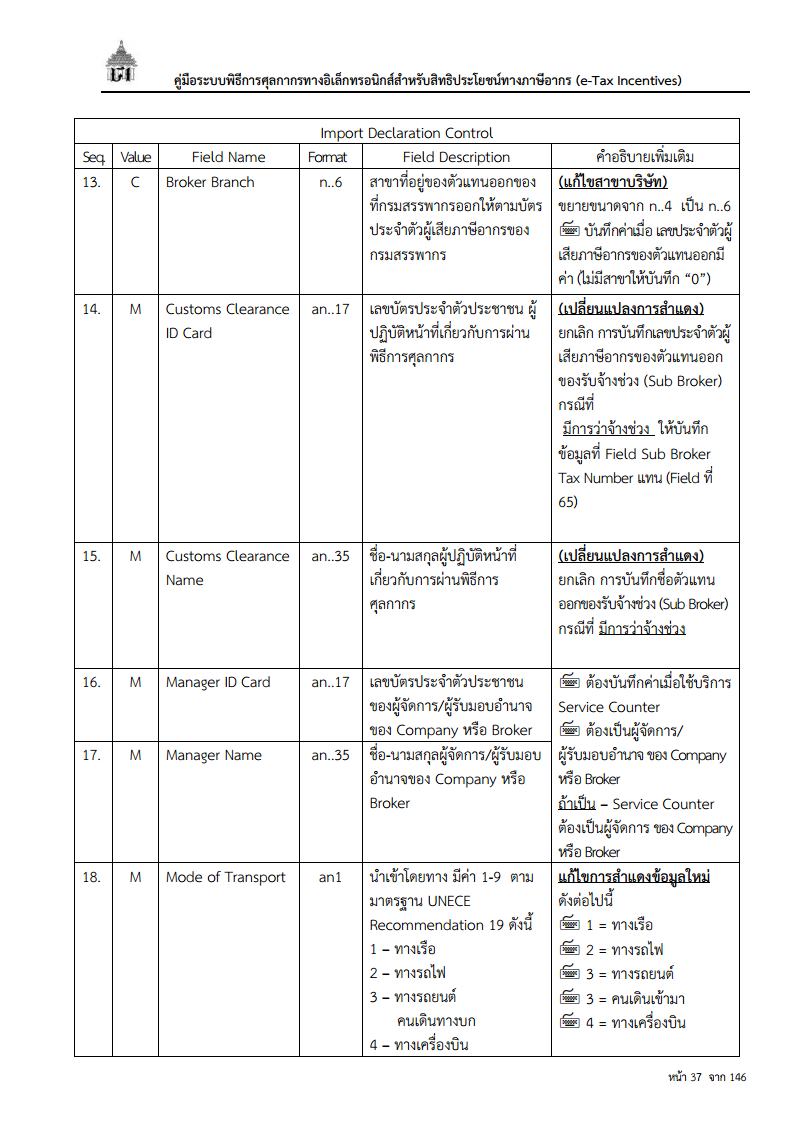 คู่มือระบบพิธีการศุลกากรทางอิเล็กทรอนิกส์สำหรับสิทธิประโยชน์ทางภาษีอากร (e-Tax Incentives)
Import Declaration Control
Seq. Value Field Name Format Field Description คำอธิบายเพิ่มเติม
13. C Broker Branch n..6 สาขาที่อยู่ของตัวแทนออกของ (แก้ไขสาขาบริษัท)
ที่กรมสรรพากรออกให้ตามบัตร ขยายขนาดจาก n..4 เป็น n..6
ประจำตัวผู้เสียภาษีอากรของ บันทึกค่าเมื่อ เลขประจำตัวผู้
กรมสรรพากร เสียภาษีอากรของตัวแทนออกมี
ค่า (ไม่มีสาขาให้บันทึก “0”)
14. M Customs Clearance an..17 เลขบัตรประจำตัวประชาชน ผู้ (เปลี่ยนแปลงการสำแดง)
ID Card ปฏิบัติหน้าที่เกี่ยวกับการผ่าน ยกเลิก การบันทึกเลขประจำตัวผู้
พิธีการศุลกากร เสียภาษีอากรของตัวแทนออก
ของรับจ้างช่วง (Sub Broker)
กรณีที่
มีการว่าจ้างช่วง ให้บันทึก
ข้อมูลที่ Field Sub Broker
Tax Number แทน (Field ที่
65)
15. M Customs Clearance an..35 ชื่อ-นามสกุลผู้ปฏิบัติหน้าที่ (เปลี่ยนแปลงการสำแดง)
Name เกี่ยวกับการผ่านพิธีการ ยกเลิก การบันทึกชื่อตัวแทน
ศุลกากร ออกของรับจ้างช่วง (Sub Broker)
กรณีที่ มีการว่าจ้างช่วง
16. M Manager ID Card an..17 เลขบัตรประจำตัวประชาชน ต้องบันทึกค่าเมื่อใช้บริการ
ของผู้จัดการ/ผู้รับมอบอำนาจ Service Counter
ของ Company หรือ Broker ต้องเป็นผู้จัดการ/
17. M Manager Name an..35 ชื่อ-นามสกุลผู้จัดการ/ผู้รับมอบ ผู้รับมอบอำนาจ ของ Company
อำนาจของ Company หรือ หรือ Broker
Broker ถ้าเป็น – Service Counter
ต้องเป็นผู้จัดการ ของ Company
หรือ Broker
18. M Mode of Transport an1 นำเข้าโดยทาง มีค่า 1-9 ตาม แก้ไขการสำแดงข้อมูลใหม่
มาตรฐาน UNECE ดังต่อไปนี้
Recommendation 19 ดังนี้ 1 = ทางเรือ
1 – ทางเรือ 2 = ทางรถไฟ
2 – ทางรถไฟ 3 = ทางรถยนต์
3 – ทางรถยนต์ 3 = คนเดินเข้ามา
คนเดินทางบก 4 = ทางเครื่องบิน
4 – ทางเครื่องบิน
หน้า 37 จาก 146